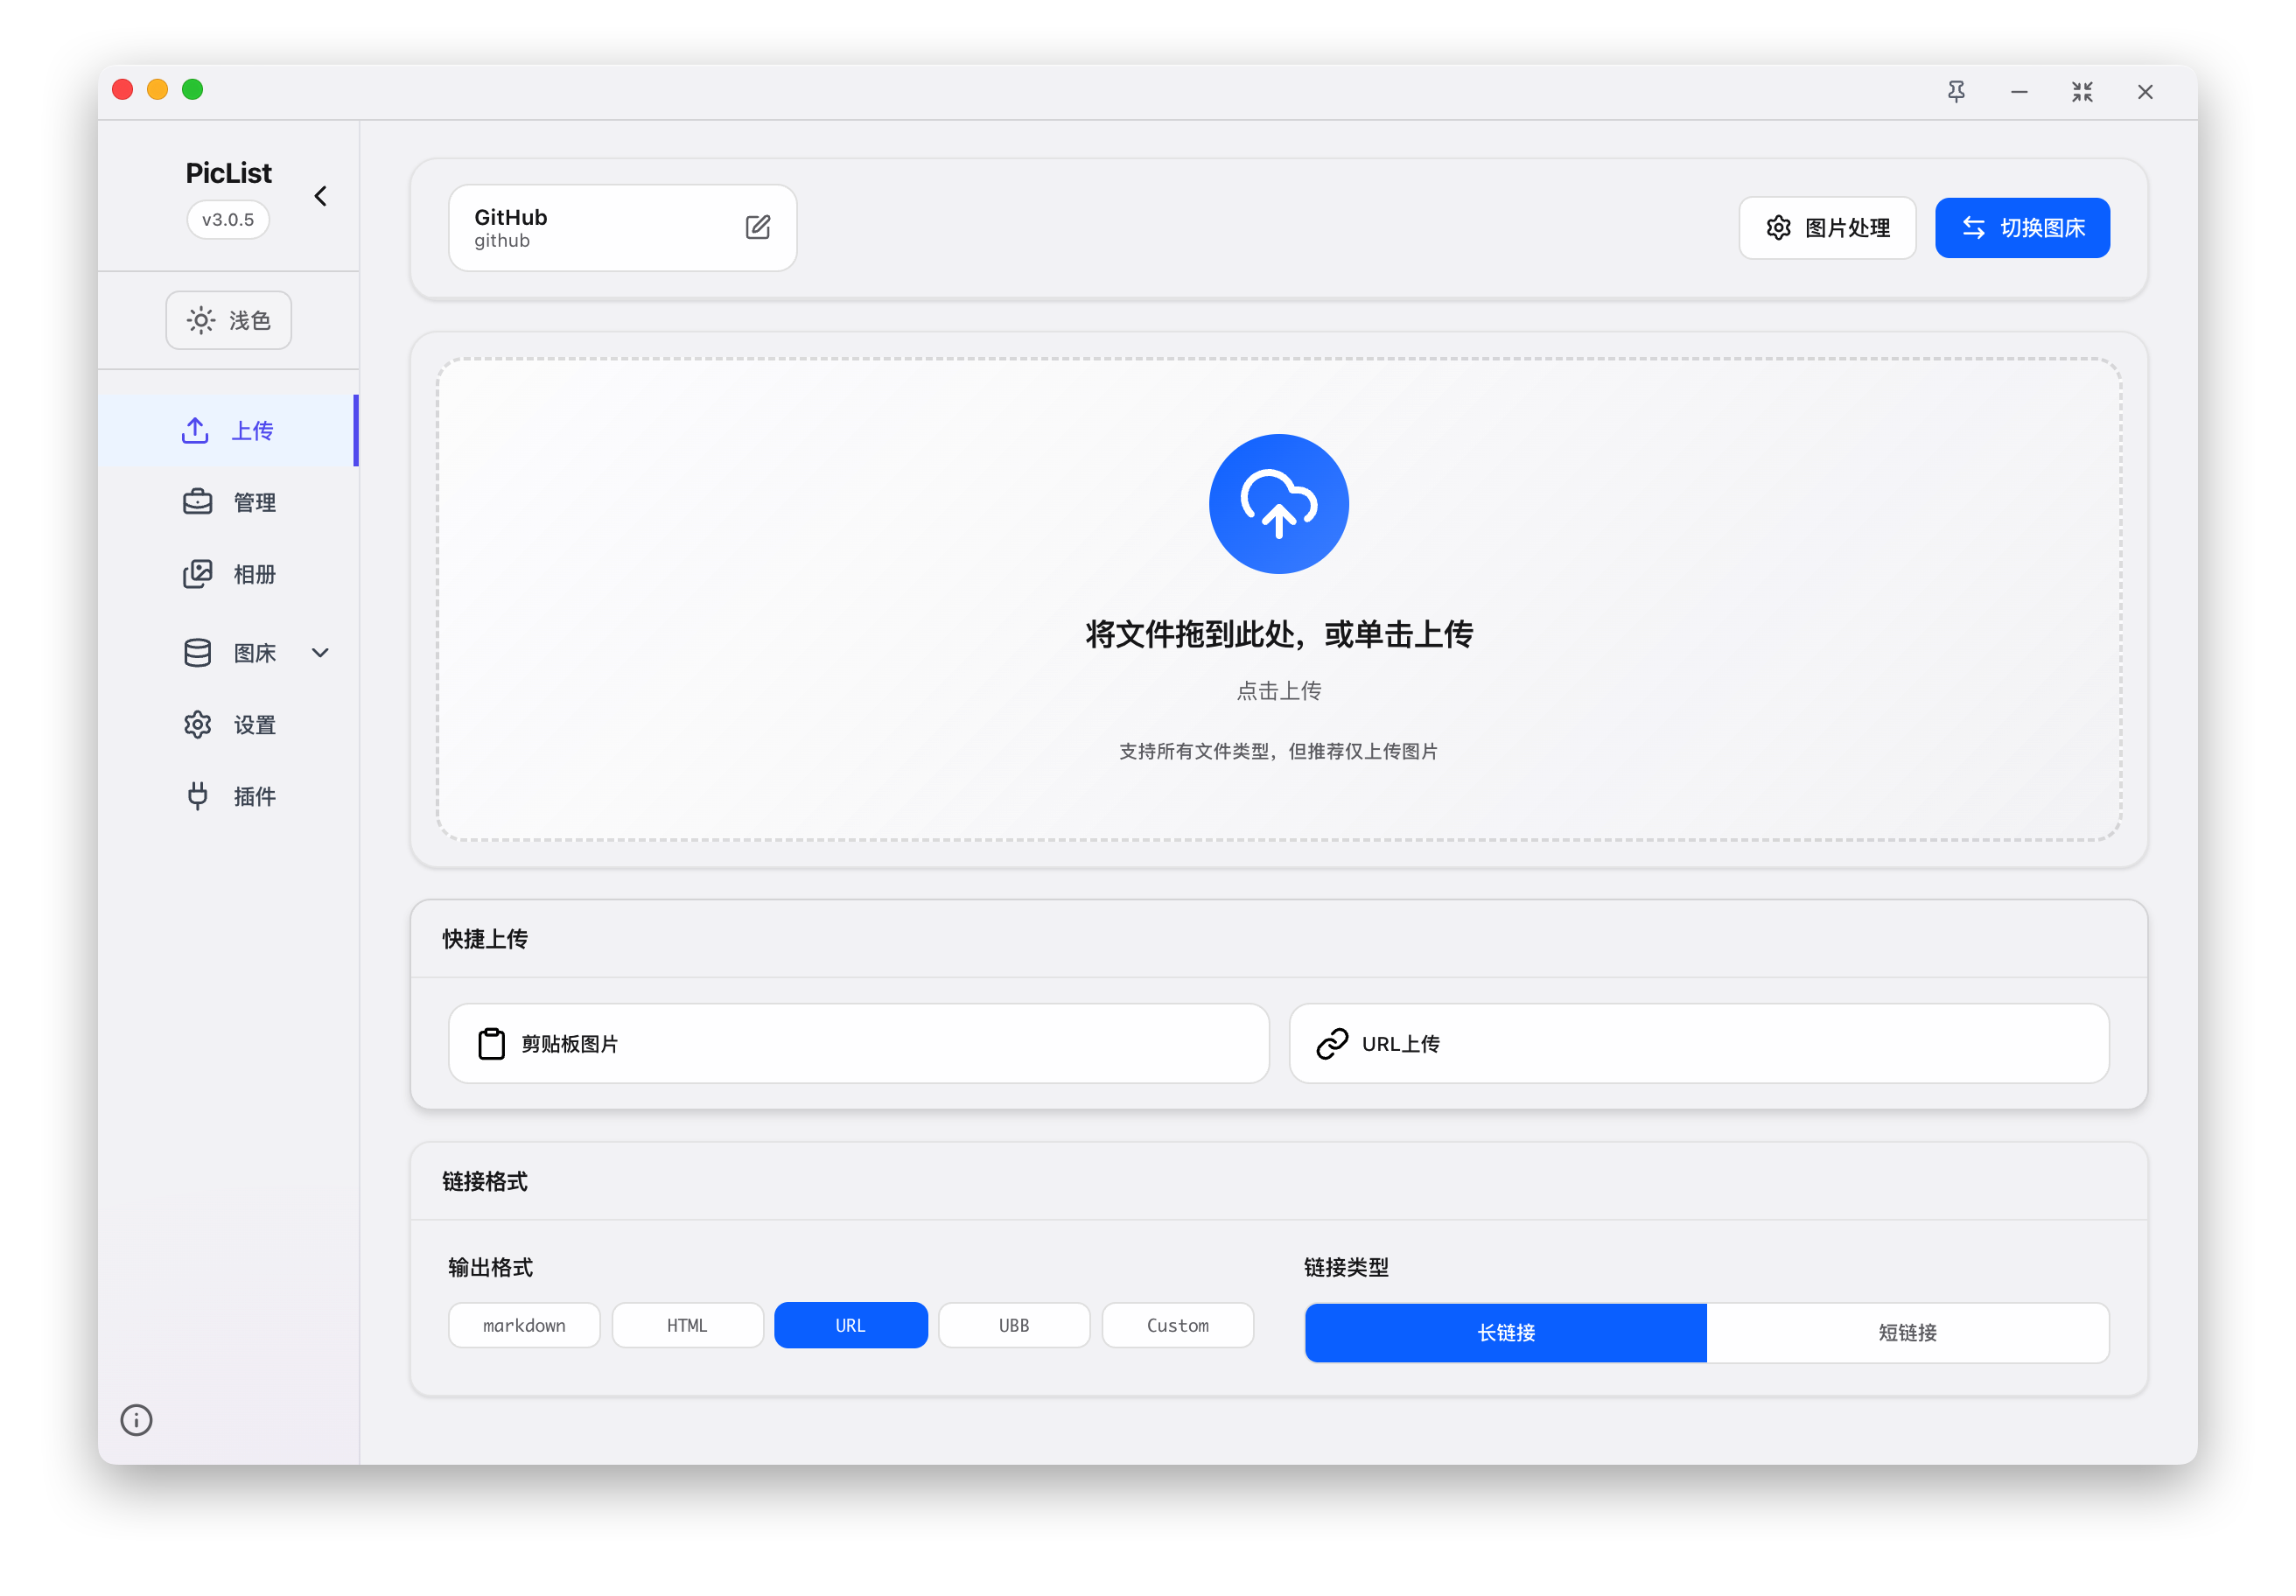 PicList
v3.0.5
浅色
上传
管理
相册
图床
设置
插件
GitHub
github
图片处理
切换图床
将文件拖到此处，或单击上传
点击上传
支持所有文件类型，但推荐仅上传图片
快捷上传
剪贴板图片
URL上传
链接格式
输出格式
markdown
HTML
URL
UBB
Custom
链接类型
长链接
短链接